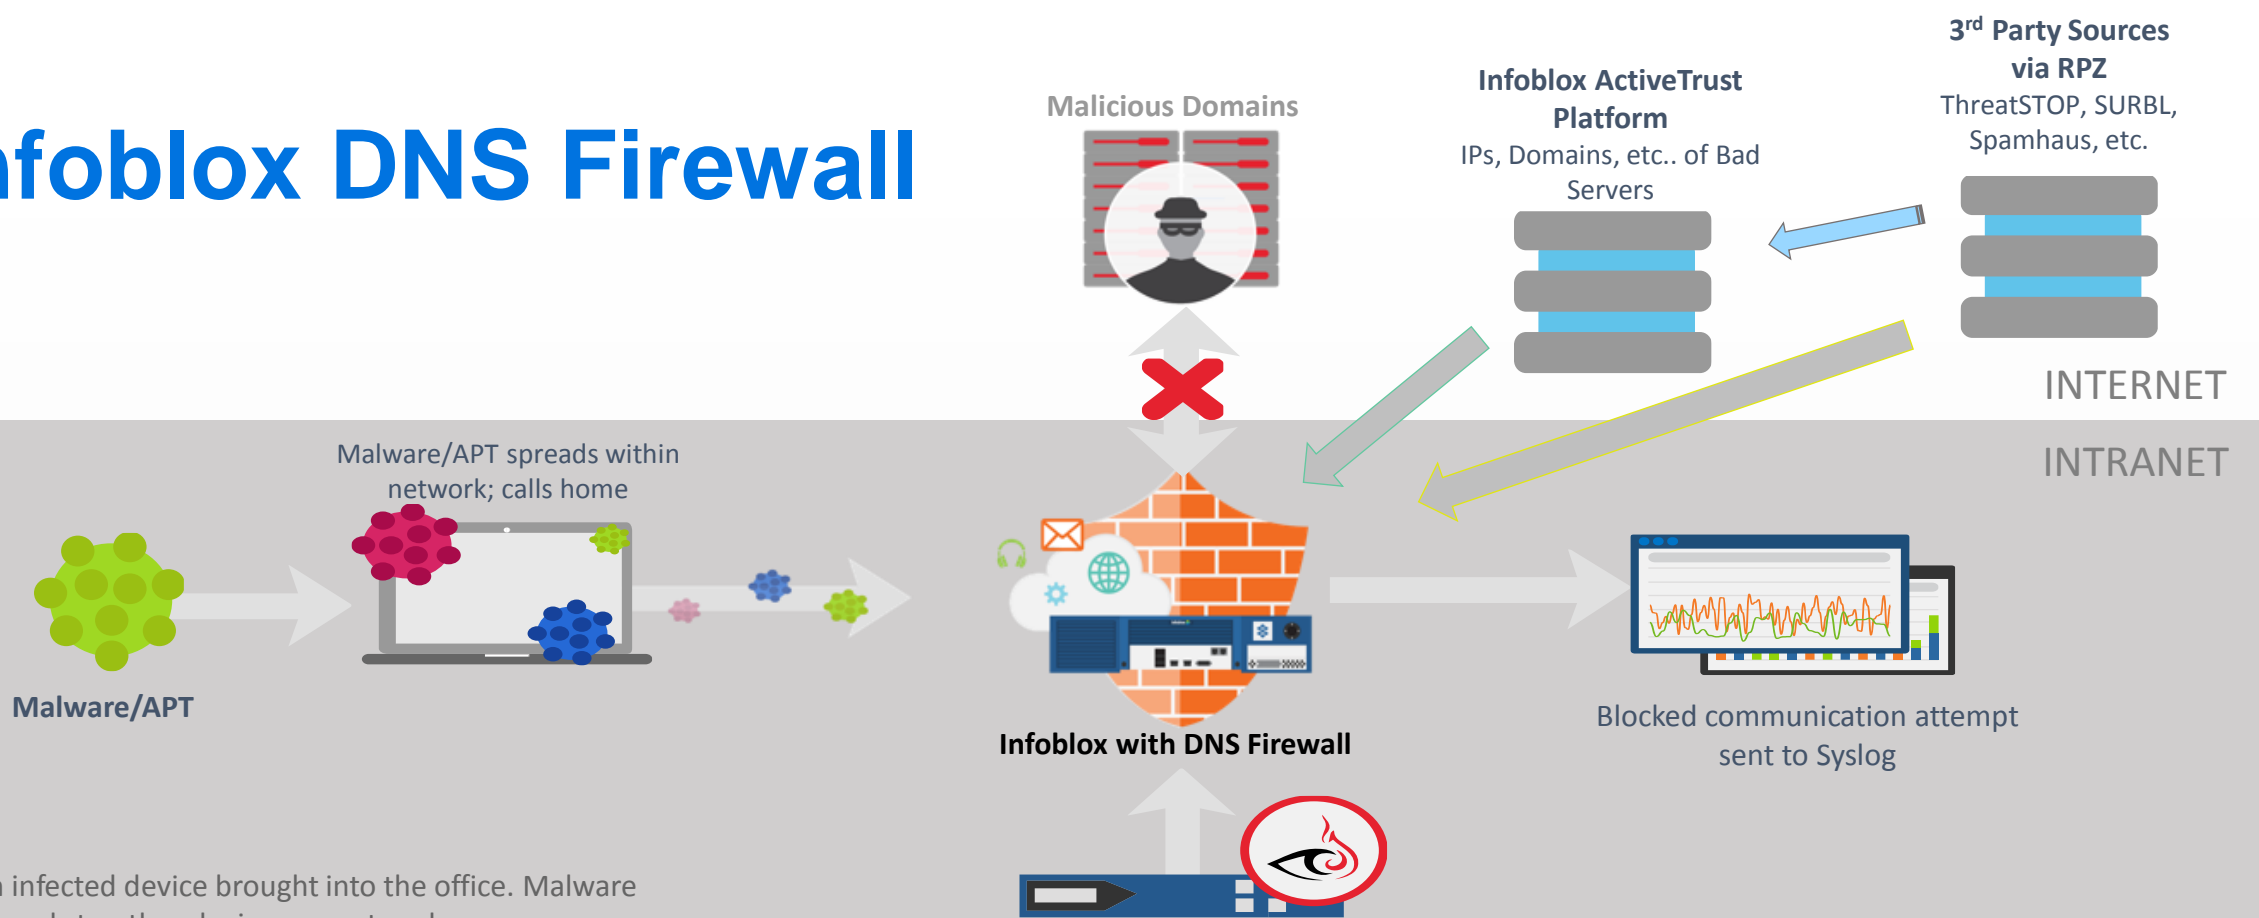 nfoblox DNS Firewall
Malicious Domains
Infoblox ActiveTrust
Platform
IPs, Domains, etc.. of Bad
Servers
3rd Party Sources
via RPZ
ThreatSTOP, SURBL,
Spamhaus, etc.
INTERNET
INTRANET
Malware/APT spreads within
network; calls home
Malware/APT
Infoblox with DNS Firewall
Blocked communication attempt
sent to Syslog
infected device brought into the office. Malware